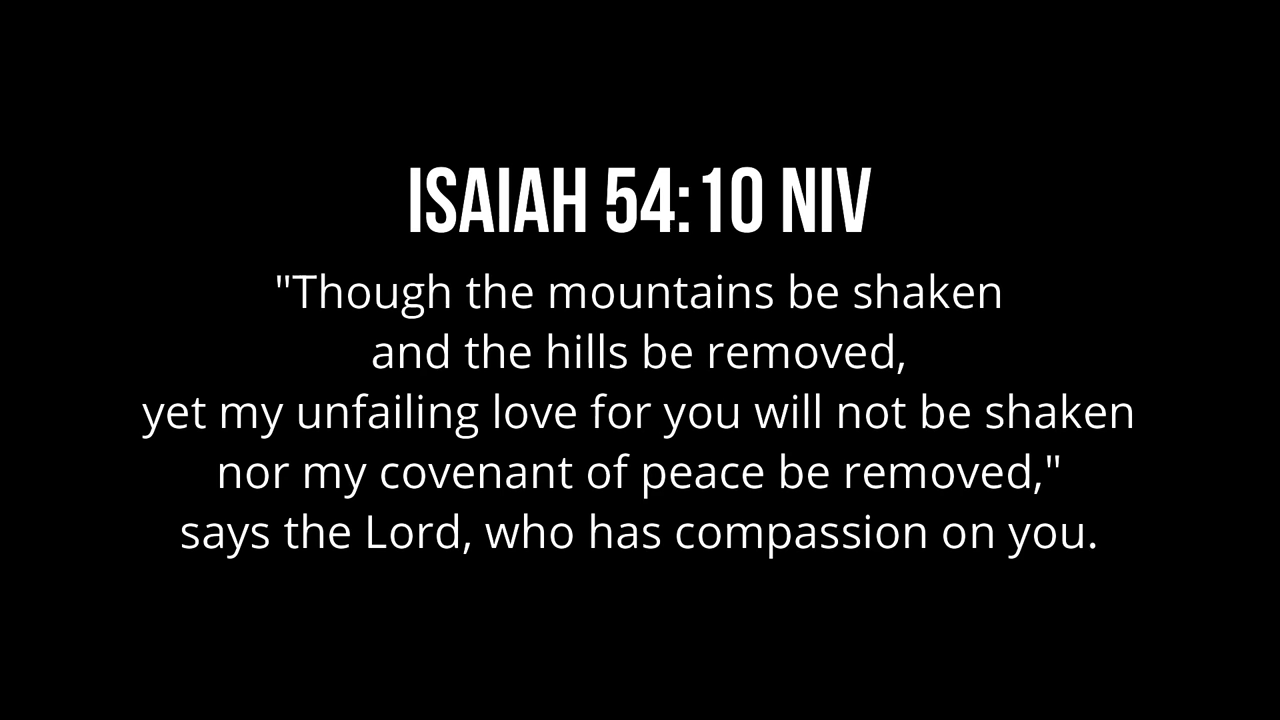 ISAIAH 54:10 NIV
"Though the mountains be shaken
and the hills be removed,
yet my unfailing love for you will not be shaken
nor my covenant of peace be removed,"
says the Lord, who has compassion on you.